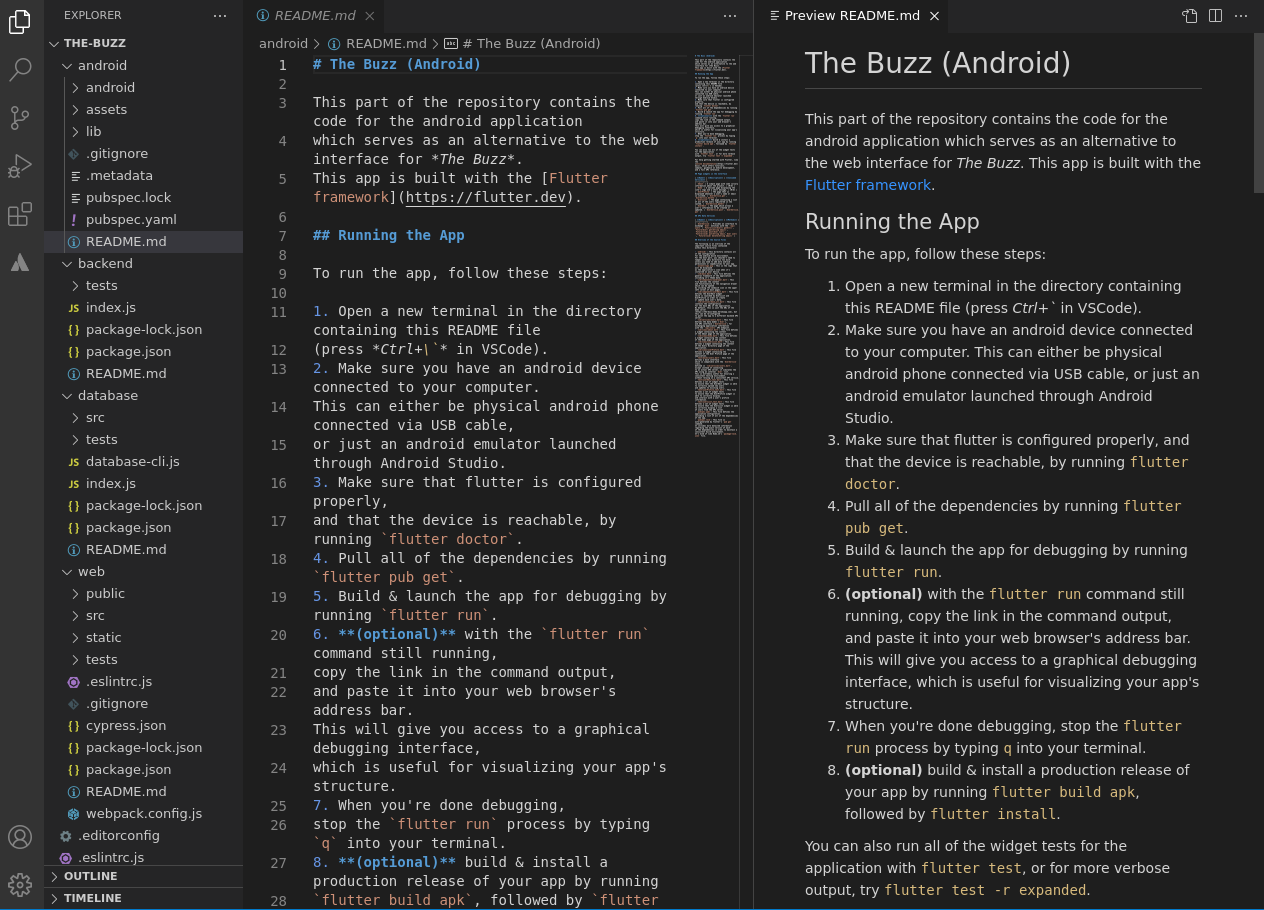 EXPLORER
THE-BUZZ
android
android
assets
lib
.gitignore
.metadata
pubspec.lock
pubspec.yaml
README.md
backend
tests
index.js
package-lock.json
package.json
README.md
database
src
tests
database-cli.js
index.js
package-lock.json
package.json
README.md
web
public
src
static
tests
.eslintrc.js
.gitignore
cypress.json
package-lock.json
package.json
README.md
webpack.config.js
.editorconfig
.eslintrc.js
OUTLINE
TIMELINE
README.md
android > README.md > # The Buzz (Android)
1 # The Buzz (Android)
2
3 This part of the repository contains the
code for the android application
4 which serves as an alternative to the web
interface for *The Buzz*.
5 This app is built with the [Flutter
framework](https://flutter.dev).
6
7 ## Running the App
8
9 To run the app, follow these steps:
10
11 1. Open a new terminal in the directory
containing this README file
12 (press *Ctrl+\`* in VSCode).
13 2. Make sure you have an android device
connected to your computer.
14 This can either be physical android phone
connected via USB cable,
15 or just an android emulator launched
through Android Studio.
16 3. Make sure that flutter is configured
properly,
17 and that the device is reachable, by
running `flutter doctor`.
18 4. Pull all of the dependencies by running
`flutter pub get`.
19 5. Build & launch the app for debugging by
running `flutter run`.
20 6. **(optional)** with the `flutter run`
command still running,
21 copy the link in the command output,
22 and paste it into your web browser's
address bar.
23 This will give you access to a graphical
debugging interface,
24 which is useful for visualizing your app's
structure.
25 7. When you're done debugging,
26 stop the `flutter run` process by typing
`q` into your terminal.
27 8. **(optional)** build & install a
production release of your app by running
28 `flutter build apk`, followed by `flutter
Preview README.md
The Buzz (Android)
This part of the repository contains the code for the
android application which serves as an alternative to
the web interface for The Buzz. This app is built with the
Flutter framework.
Running the App
To run the app, follow these steps:
1. Open a new terminal in the directory containing
this README file (press Ctrl+` in VSCode).
2. Make sure you have an android device connected
to your computer. This can either be physical
android phone connected via USB cable, or just an
android emulator launched through Android
Studio.
3. Make sure that flutter is configured properly, and
that the device is reachable, by running flutter
doctor.
4. Pull all of the dependencies by running flutter
pub get.
5. Build & launch the app for debugging by running
flutter run.
6. (optional) with the flutter run command still
running, copy the link in the command output,
and paste it into your web browser's address bar.
This will give you access to a graphical debugging
interface, which is useful for visualizing your app's
structure.
7. When you're done debugging, stop the flutter
run process by typing q into your terminal.
8. (optional) build & install a production release of
your app by running flutter build apk,
followed by flutter install.
You can also run all of the widget tests for the
application with flutter test, or for more verbose
output, try flutter test -r expanded.